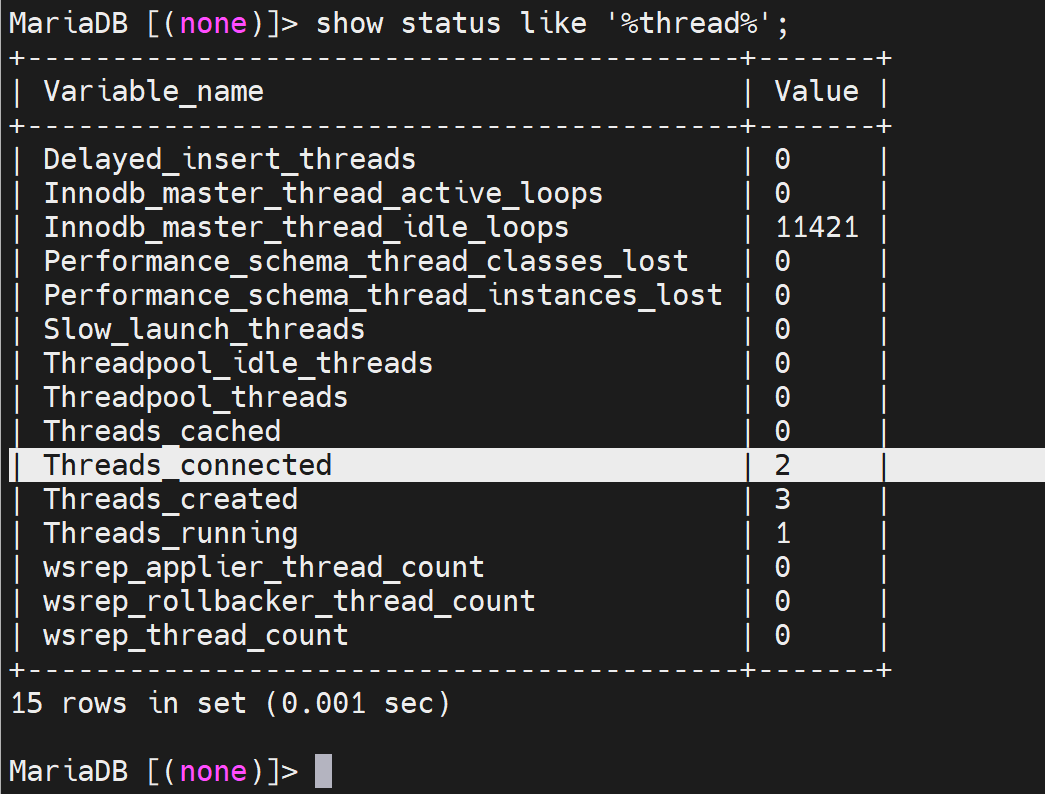 MariaDB [(none)]> show status like '%thread%';
+------------------------------------------+-------+
| Variable_name                            | Value |
+------------------------------------------+-------+
| Delayed_insert_threads                   | 0     |
| Innodb_master_thread_active_loops        | 0     |
| Innodb_master_thread_idle_loops          | 11421 |
| Performance_schema_thread_classes_lost   | 0     |
| Performance_schema_thread_instances_lost | 0     |
| Slow_launch_threads                      | 0     |
| Threadpool_idle_threads                  | 0     |
| Threadpool_threads                       | 0     |
| Threads_cached                           | 0     |
| Threads_connected                        | 2     |
| Threads_created                          | 3     |
| Threads_running                          | 1     |
| wsrep_applier_thread_count               | 0     |
| wsrep_rollbacker_thread_count            | 0     |
| wsrep_thread_count                       | 0     |
+------------------------------------------+-------+
15 rows in set (0.001 sec)
MariaDB [(none)]>